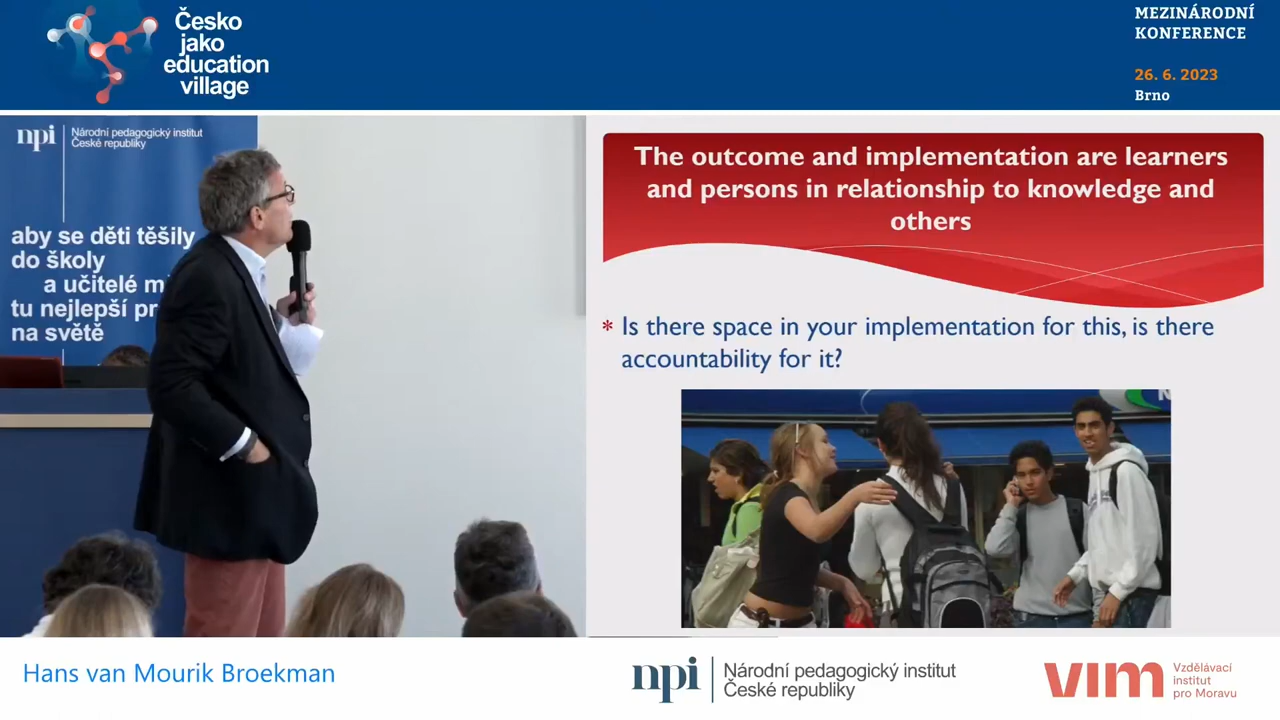 Česko
jako
education
village
MEZINÁRODNÍ
KONFERENCE
26. 6. 2023
Brno
npi
Národní pedagogický institut
České republiky
aby se děti těšily
do školy
a učitelé
tu nejlepší
na světě
The outcome and implementation are learners
and persons in relationship to knowledge and
others
* Is there space in your implementation for this, is there
accountability for it?
Hans van Mourik Broekman
npi
Národní pedagogický institut
České republiky
vim
Vzdělávací
institut
pro Moravu